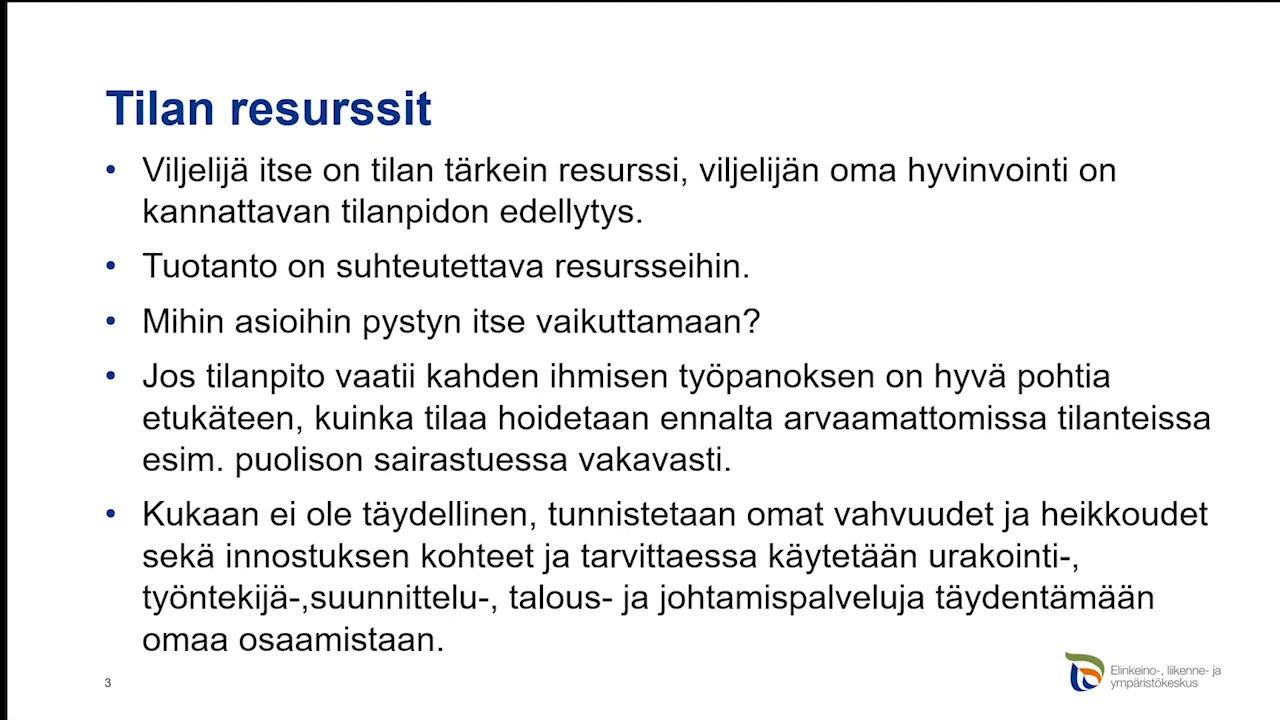 Tilan resurssit
• Viljelijä itse on tilan tärkein resurssi, viljelijän oma hyvinvointi on
kannattavan tilanpidon edellytys.
• Tuotanto on suhteutettava resursseihin.
• Mihin asioihin pystyn itse vaikuttamaan?
• Jos tilanpito vaatii kahden ihmisen työpanoksen on hyvä pohtia
etukäteen, kuinka tilaa hoidetaan ennalta arvaamattomissa tilanteissa
esim. puolison sairastuessa vakavasti.
• Kukaan ei ole täydellinen, tunnistetaan omat vahvuudet ja heikkoudet
sekä innostuksen kohteet ja tarvittaessa käytetään urakointi-,
työntekijä-,suunnittelu-, talous- ja johtamispalveluja täydentämään
omaa osaamistaan.
3
Elinkeino-, liikenne- ja
ympäristökeskus